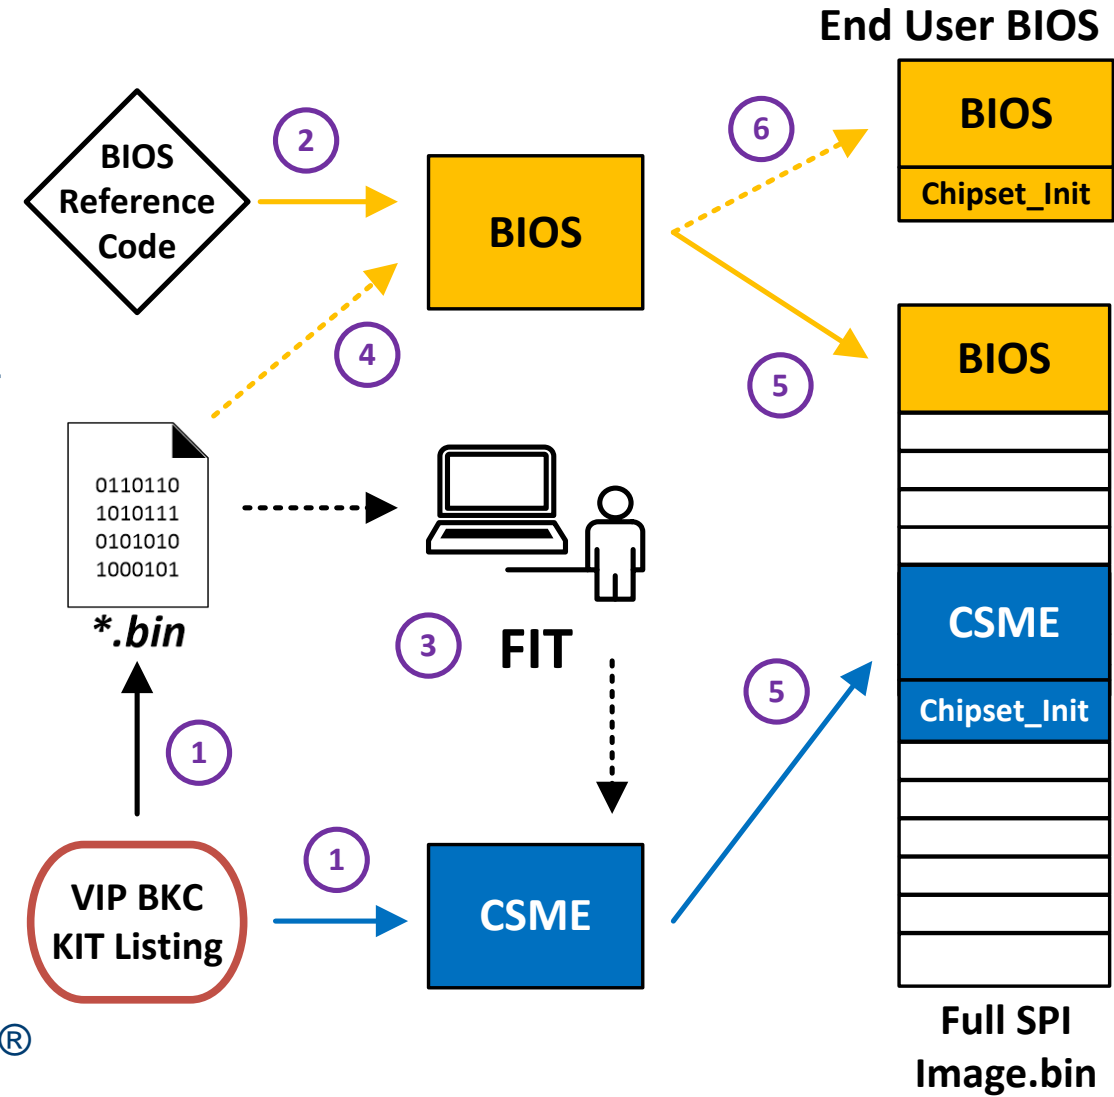 End User BIOS
BIOS
Reference
Code
2
BIOS
6
BIOS
Chipset_Init
4
5
BIOS
0110110
1010111
0101010
1000101
*.bin
3
FIT
CSME
Chipset_Init
5
1
VIP BKC
KIT Listing
1
CSME
Full SPI
Image.bin
®